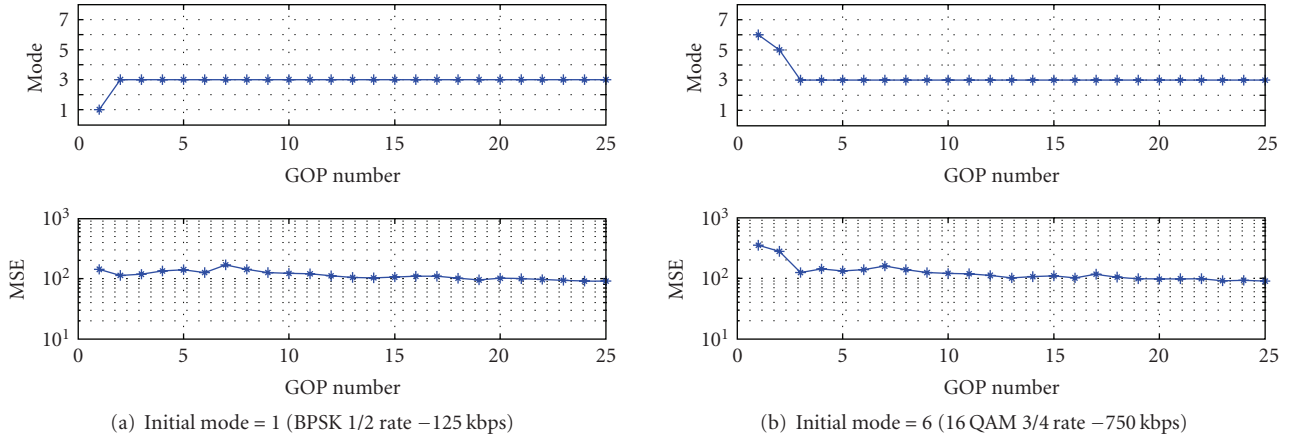 7
5
3
1
Mode
0 5 10 15 20 25
GOP number
10^3
10^2
10^1
MSE
0 5 10 15 20 25
GOP number
(a) Initial mode = 1 (BPSK 1/2 rate −125 kbps)
7
5
3
1
Mode
0 5 10 15 20 25
GOP number
10^3
10^2
10^1
MSE
0 5 10 15 20 25
GOP number
(b) Initial mode = 6 (16 QAM 3/4 rate −750 kbps)